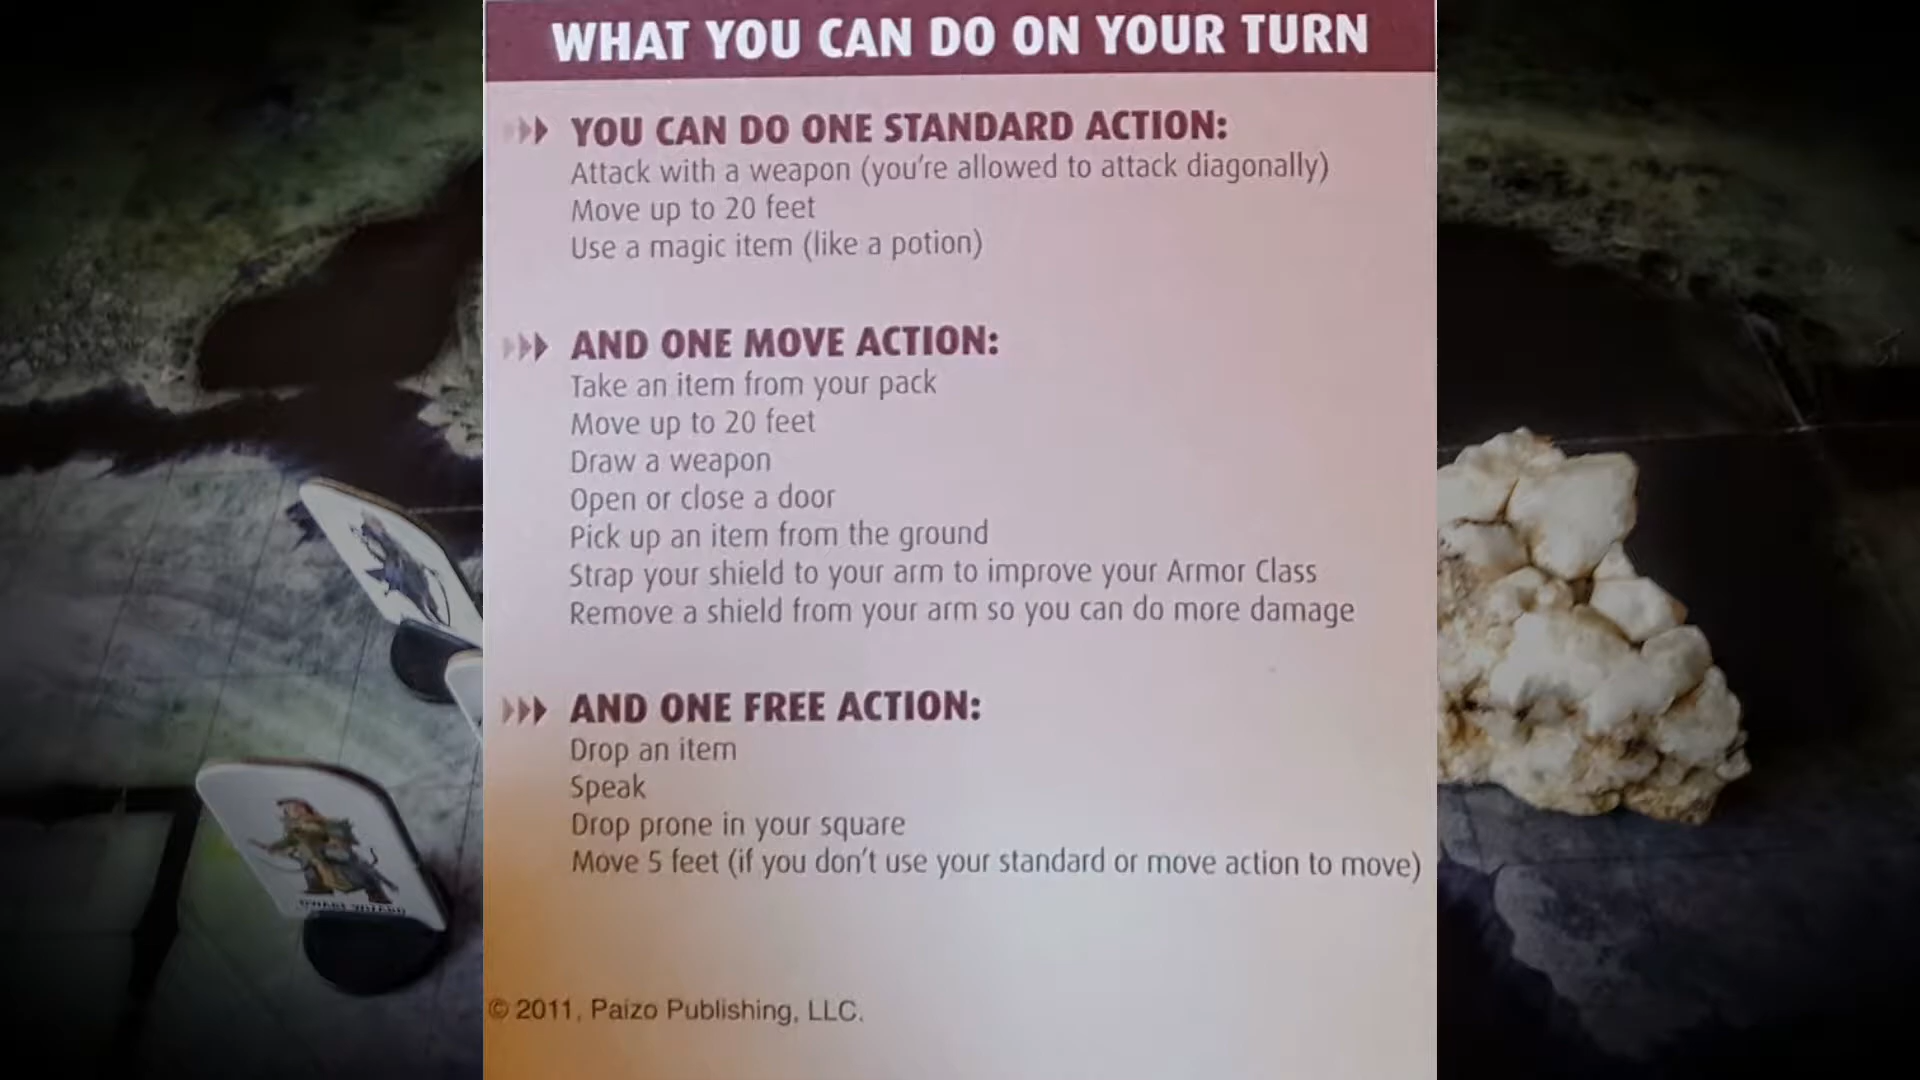 WHAT YOU CAN DO ON YOUR TURN
YOU CAN DO ONE STANDARD ACTION:
Attack with a weapon (you're allowed to attack diagonally)
Move up to 20 feet
Use a magic item (like a potion)
AND ONE MOVE ACTION:
Take an item from your pack
Move up to 20 feet
Draw a weapon
Open or close a door
Pick up an item from the ground
Strap your shield to your arm to improve your Armor Class
Remove a shield from your arm so you can do more damage
AND ONE FREE ACTION:
Drop an item
Speak
Drop prone in your square
Move 5 feet (if you don't use your standard or move action to move)
© 2011, Paizo Publishing, LLC.
DWARF WIZARD